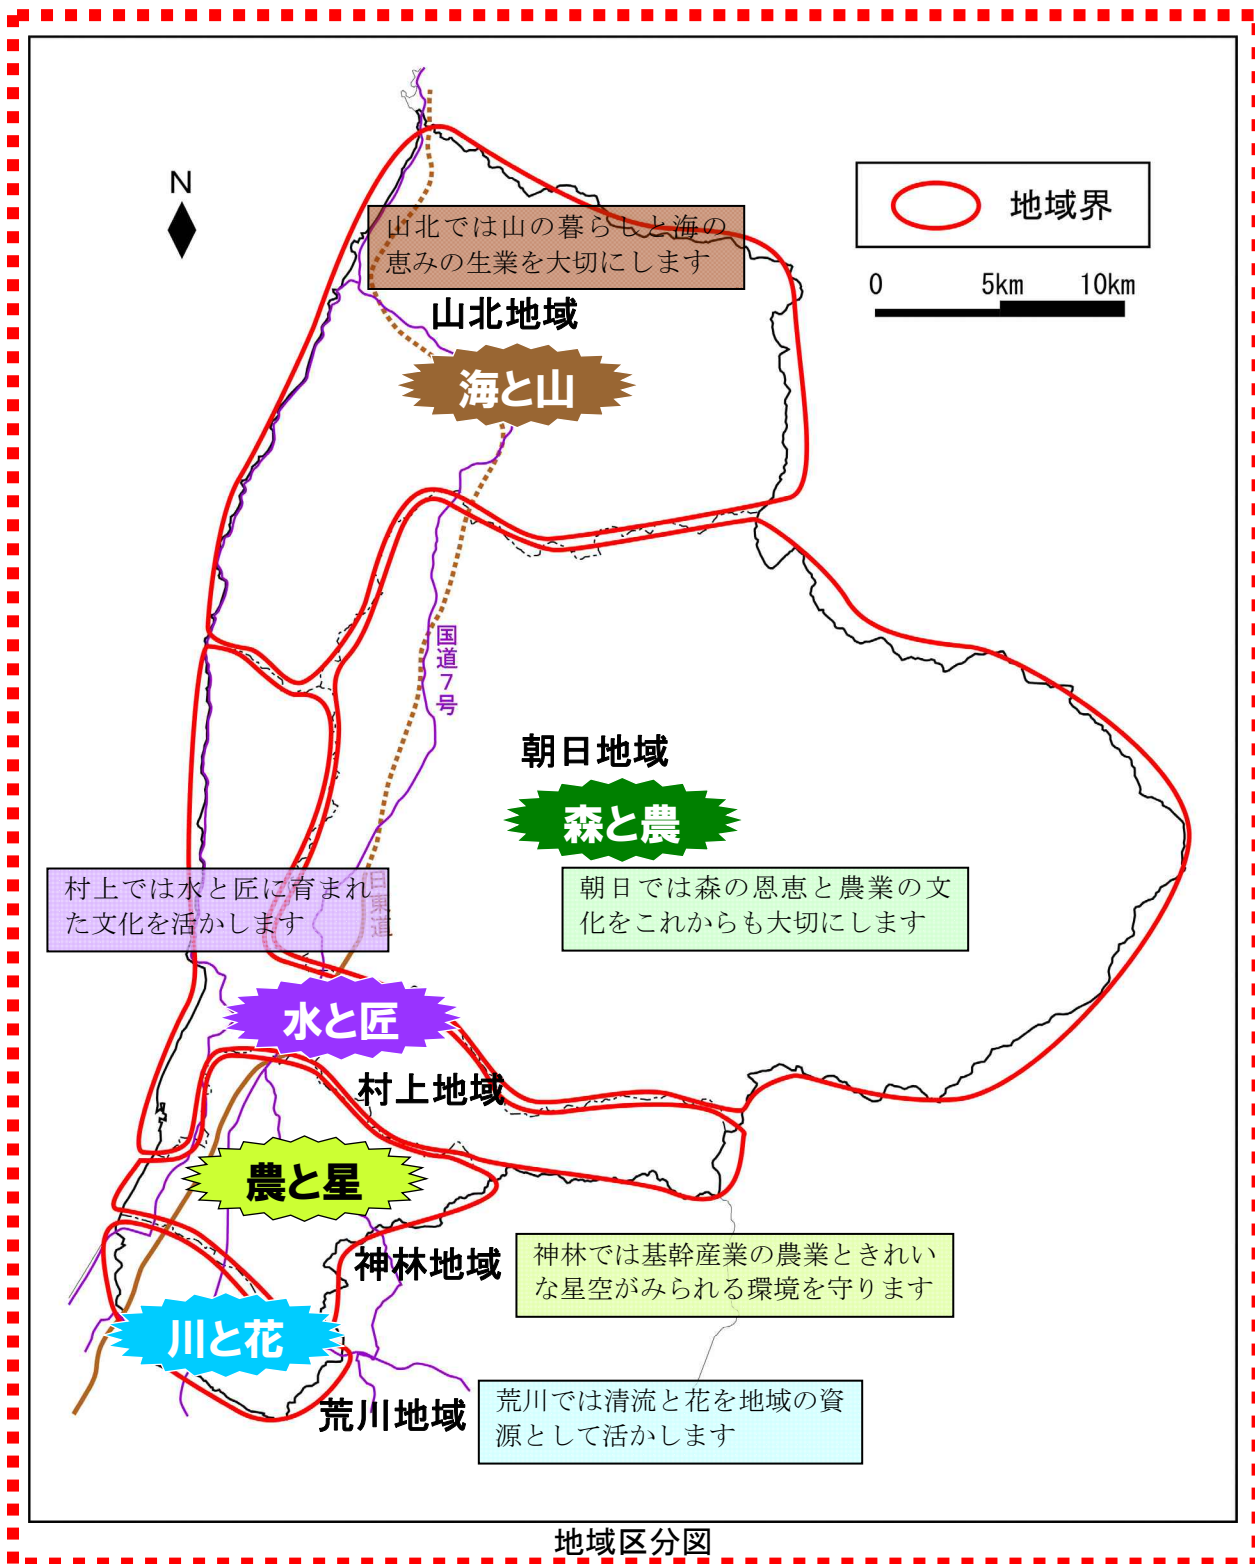 N
地域界
0 5km 10km
山北では山の暮らしと海の
恵みの生業を大切にします
山北地域
海と山
国道7号
朝日地域
森と農
村上では水と匠に育まれ
た文化を活かします
日東道
朝日では森の恩恵と農業の文
化をこれからも大切にします
水と匠
村上地域
農と星
神林地域
神林では基幹産業の農業ときれい
な星空がみられる環境を守ります
川と花
荒川地域
荒川では清流と花を地域の資
源として活かします
地域区分図